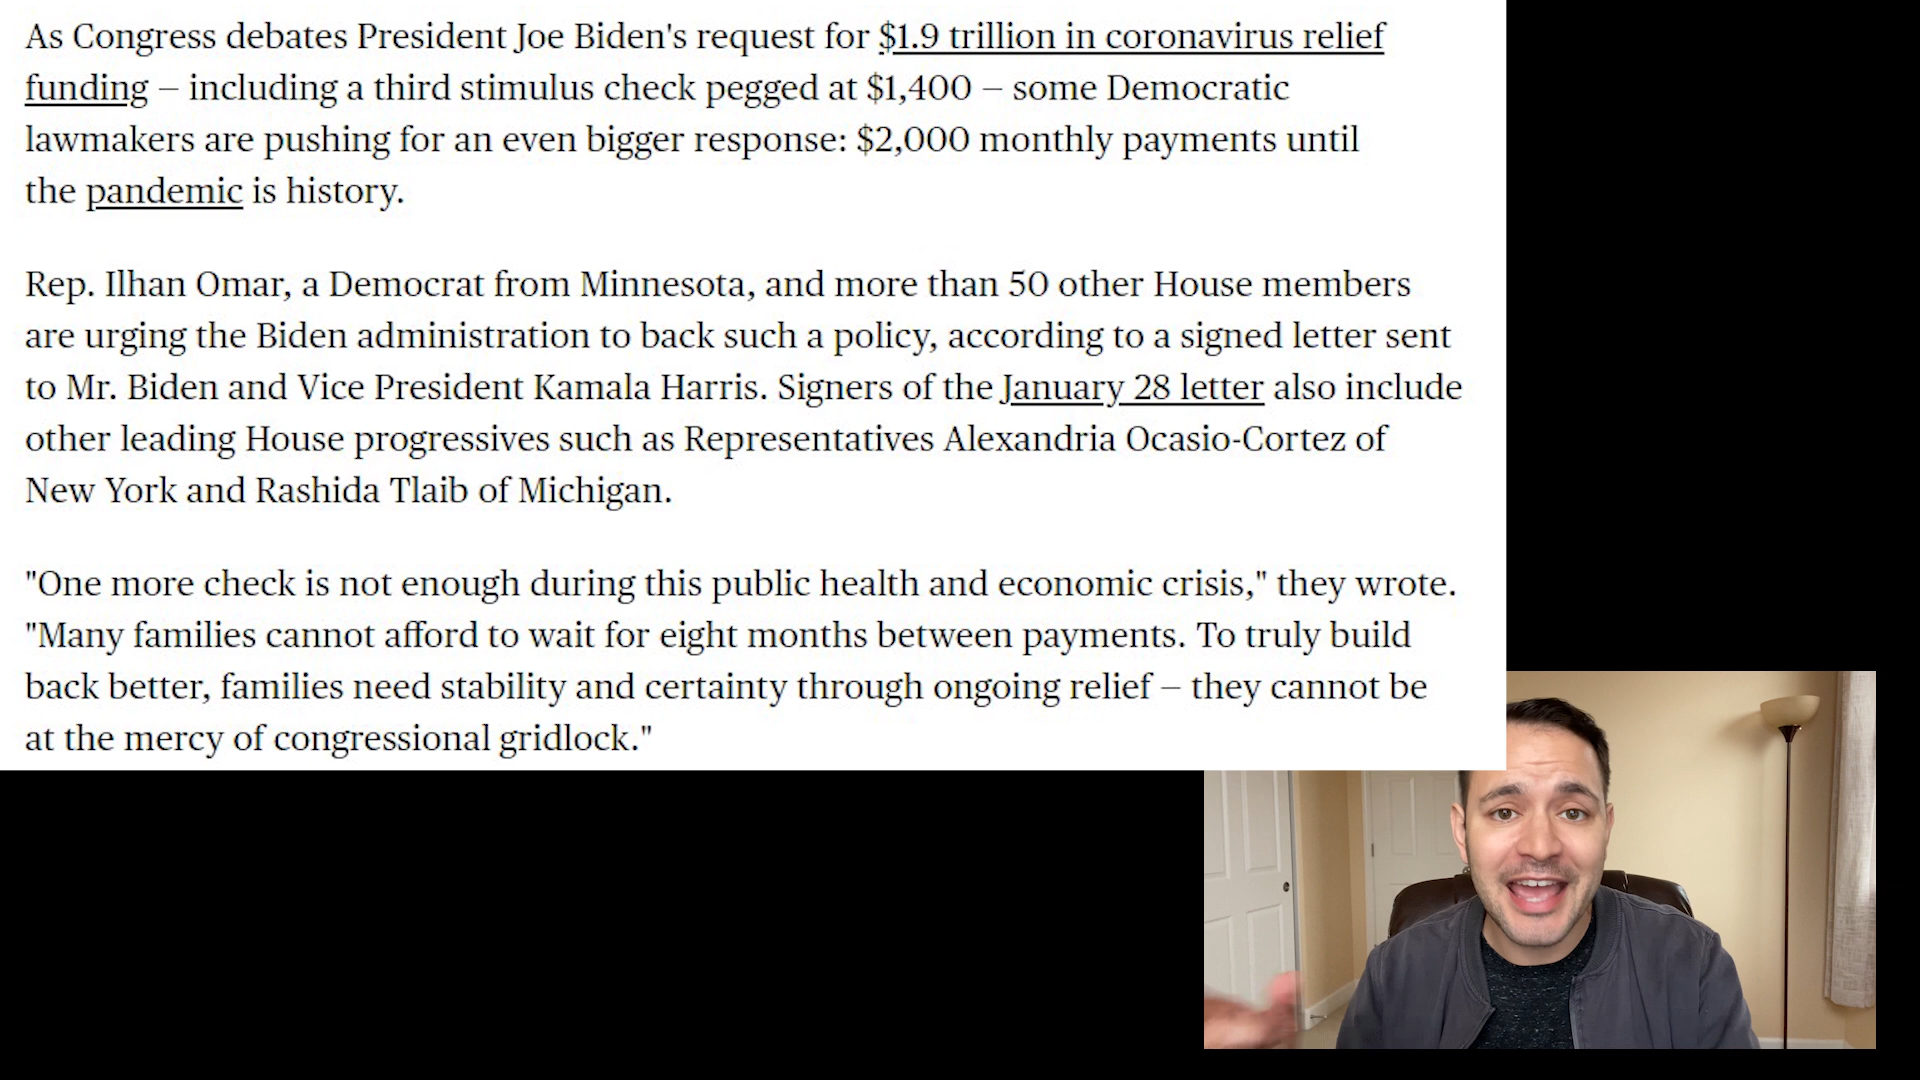 As Congress debates President Joe Biden's request for $1.9 trillion in coronavirus relief
funding – including a third stimulus check pegged at $1,400 – some Democratic
lawmakers are pushing for an even bigger response: $2,000 monthly payments until
the pandemic is history.
Rep. Ilhan Omar, a Democrat from Minnesota, and more than 50 other House members
are urging the Biden administration to back such a policy, according to a signed letter sent
to Mr. Biden and Vice President Kamala Harris. Signers of the January 28 letter also include
other leading House progressives such as Representatives Alexandria Ocasio-Cortez of
New York and Rashida Tlaib of Michigan.
"One more check is not enough during this public health and economic crisis," they wrote.
"Many families cannot afford to wait for eight months between payments. To truly build
back better, families need stability and certainty through ongoing relief – they cannot be
at the mercy of congressional gridlock."